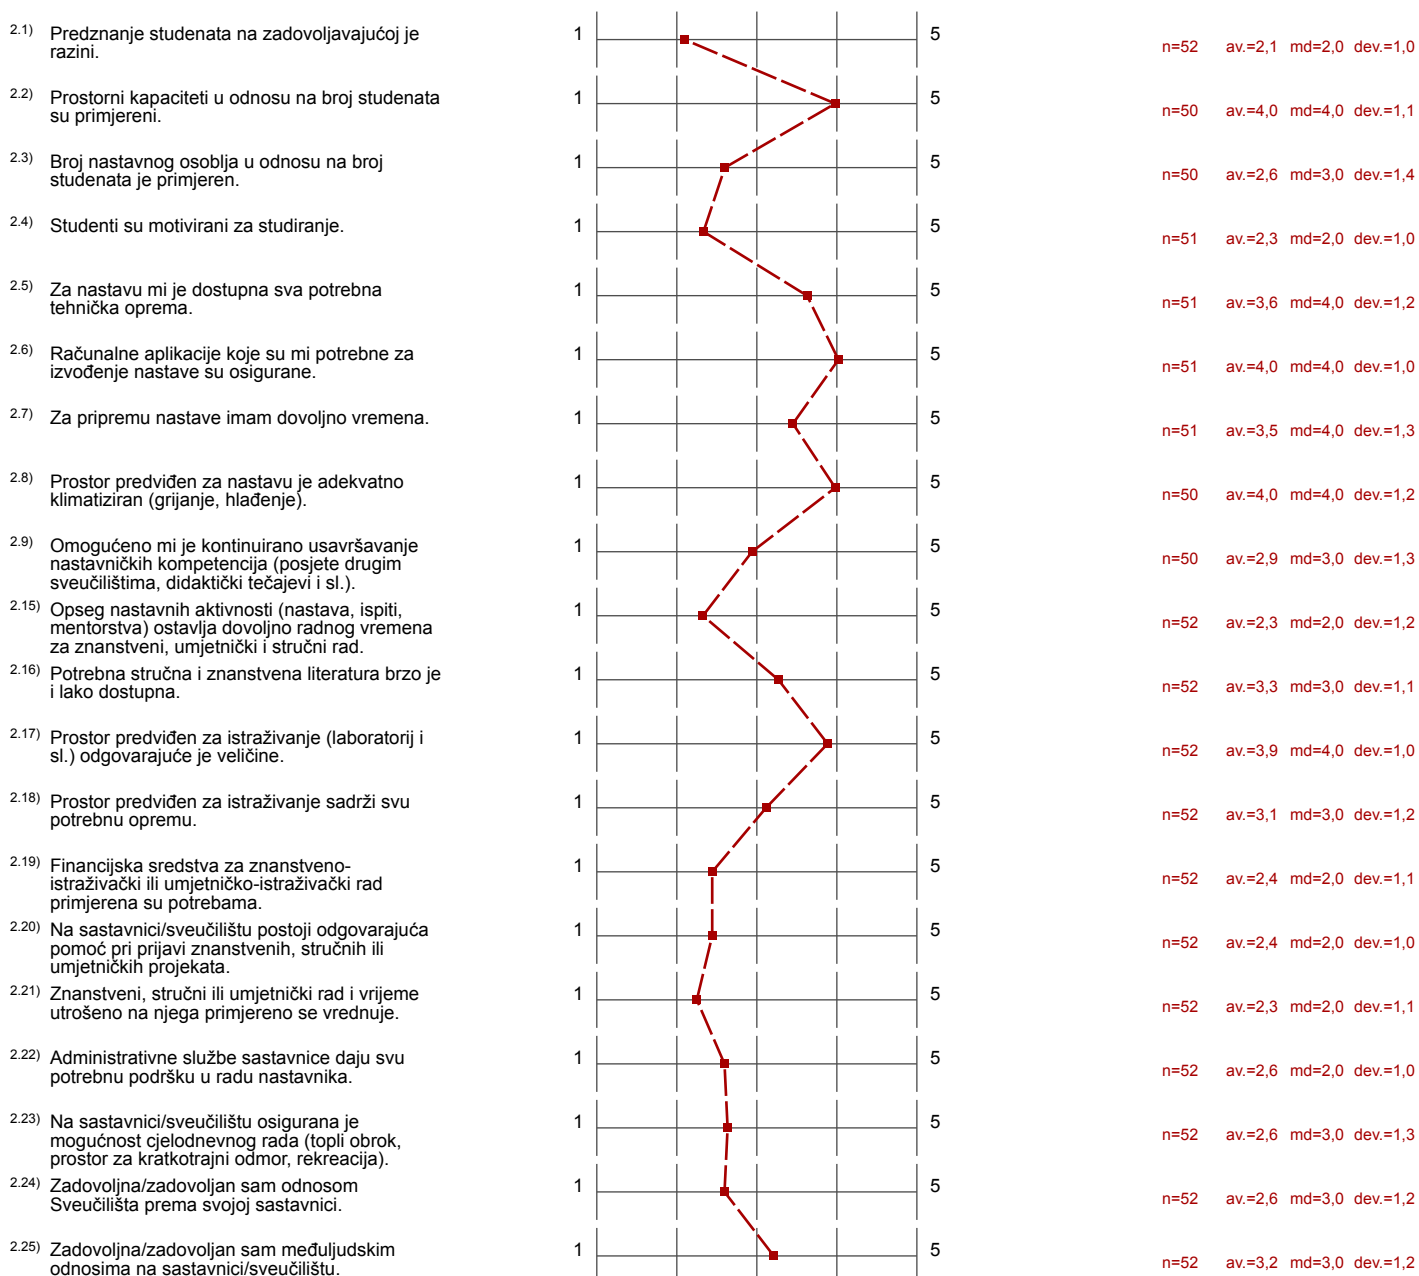 2.1) Predznanje studenata na zadovoljavajućoj je
razini.
1 5
n=52 av.=2,1 md=2,0 dev.=1,0
2.2) Prostorni kapaciteti u odnosu na broj studenata
su primjereni.
1 5
n=50 av.=4,0 md=4,0 dev.=1,1
2.3) Broj nastavnog osoblja u odnosu na broj
studenata je primjeren.
1 5
n=50 av.=2,6 md=3,0 dev.=1,4
2.4) Studenti su motivirani za studiranje.
1 5
n=51 av.=2,3 md=2,0 dev.=1,0
2.5) Za nastavu mi je dostupna sva potrebna
tehnička oprema.
1 5
n=51 av.=3,6 md=4,0 dev.=1,2
2.6) Računalne aplikacije koje su mi potrebne za
izvođenje nastave su osigurane.
1 5
n=51 av.=4,0 md=4,0 dev.=1,0
2.7) Za pripremu nastave imam dovoljno vremena.
1 5
n=51 av.=3,5 md=4,0 dev.=1,3
2.8) Prostor predviđen za nastavu je adekvatno
klimatiziran (grijanje, hlađenje).
1 5
n=50 av.=4,0 md=4,0 dev.=1,2
2.9) Omogućeno mi je kontinuirano usavršavanje
nastavničkih kompetencija (posjete drugim
sveučilištima, didaktički tečajevi i sl.).
1 5
n=50 av.=2,9 md=3,0 dev.=1,3
2.15) Opseg nastavnih aktivnosti (nastava, ispiti,
mentorstva) ostavlja dovoljno radnog vremena
za znanstveni, umjetnički i stručni rad.
1 5
n=52 av.=2,3 md=2,0 dev.=1,2
2.16) Potrebna stručna i znanstvena literatura brzo je
i lako dostupna.
1 5
n=52 av.=3,3 md=3,0 dev.=1,1
2.17) Prostor predviđen za istraživanje (laboratorij i
sl.) odgovarajuće je veličine.
1 5
n=52 av.=3,9 md=4,0 dev.=1,0
2.18) Prostor predviđen za istraživanje sadrži svu
potrebnu opremu.
1 5
n=52 av.=3,1 md=3,0 dev.=1,2
2.19) Financijska sredstva za znanstveno-
istraživački ili umjetničko-istraživački rad
primjerena su potrebama.
1 5
n=52 av.=2,4 md=2,0 dev.=1,1
2.20) Na sastavnici/sveučilištu postoji odgovarajuća
pomoć pri prijavi znanstvenih, stručnih ili
umjetničkih projekata.
1 5
n=52 av.=2,4 md=2,0 dev.=1,0
2.21) Znanstveni, stručni ili umjetnički rad i vrijeme
utrošeno na njega primjereno se vrednuje.
1 5
n=52 av.=2,3 md=2,0 dev.=1,1
2.22) Administrativne službe sastavnice daju svu
potrebnu podršku u radu nastavnika.
1 5
n=52 av.=2,6 md=2,0 dev.=1,0
2.23) Na sastavnici/sveučilištu osigurana je
mogućnost cjelodnevnog rada (topli obrok,
prostor za kratkotrajni odmor, rekreacija).
1 5
n=52 av.=2,6 md=3,0 dev.=1,3
2.24) Zadovoljna/zadovoljan sam odnosom
Sveučilišta prema svojoj sastavnici.
1 5
n=52 av.=2,6 md=3,0 dev.=1,2
2.25) Zadovoljna/zadovoljan sam međuljudskim
odnosima na sastavnici/sveučilištu.
1 5
n=52 av.=3,2 md=3,0 dev.=1,2